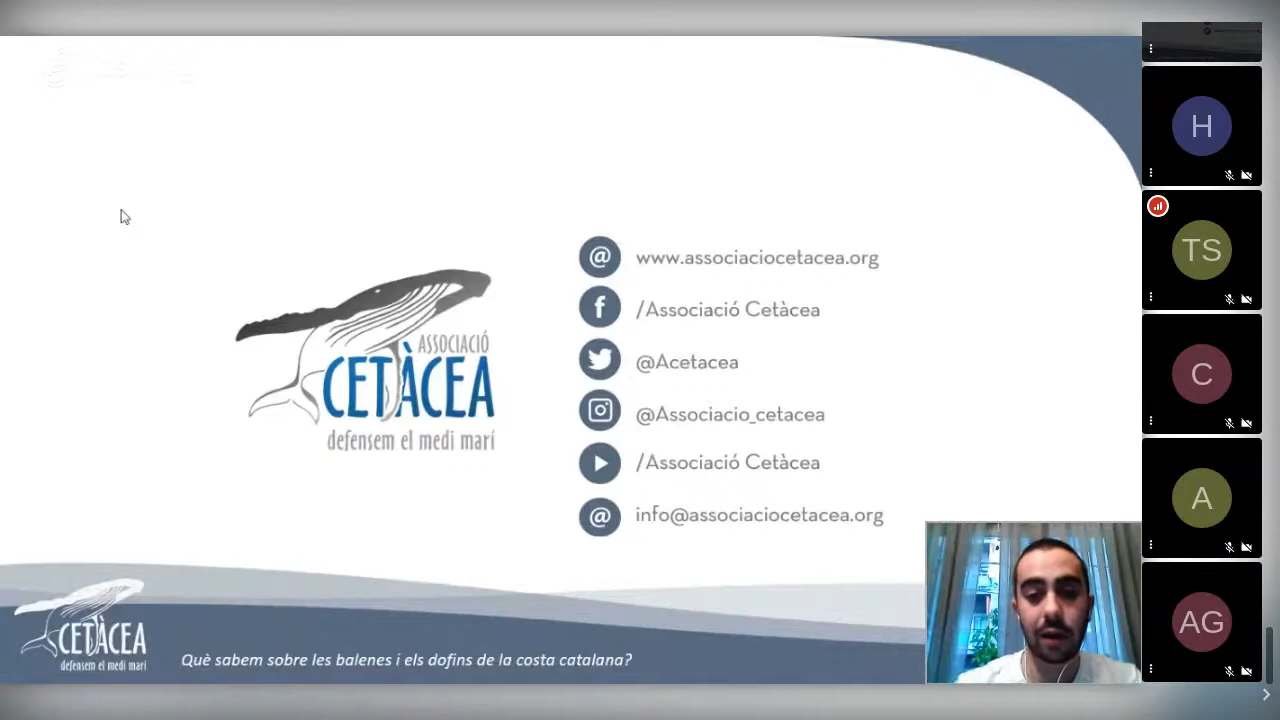 www.associaciocetacea.org
/Associació Cetàcea
@Acetacea
@Associacio_cetacea
/Associació Cetàcea
info@associaciocetacea.org
ASSOCIACIÓ
CETÀCEA
defensem el medi marí
CETÀCEA
defensem el medi marí
Què sabem sobre les balenes i els dofins de la costa catalana?
H
TS
C
A
AG